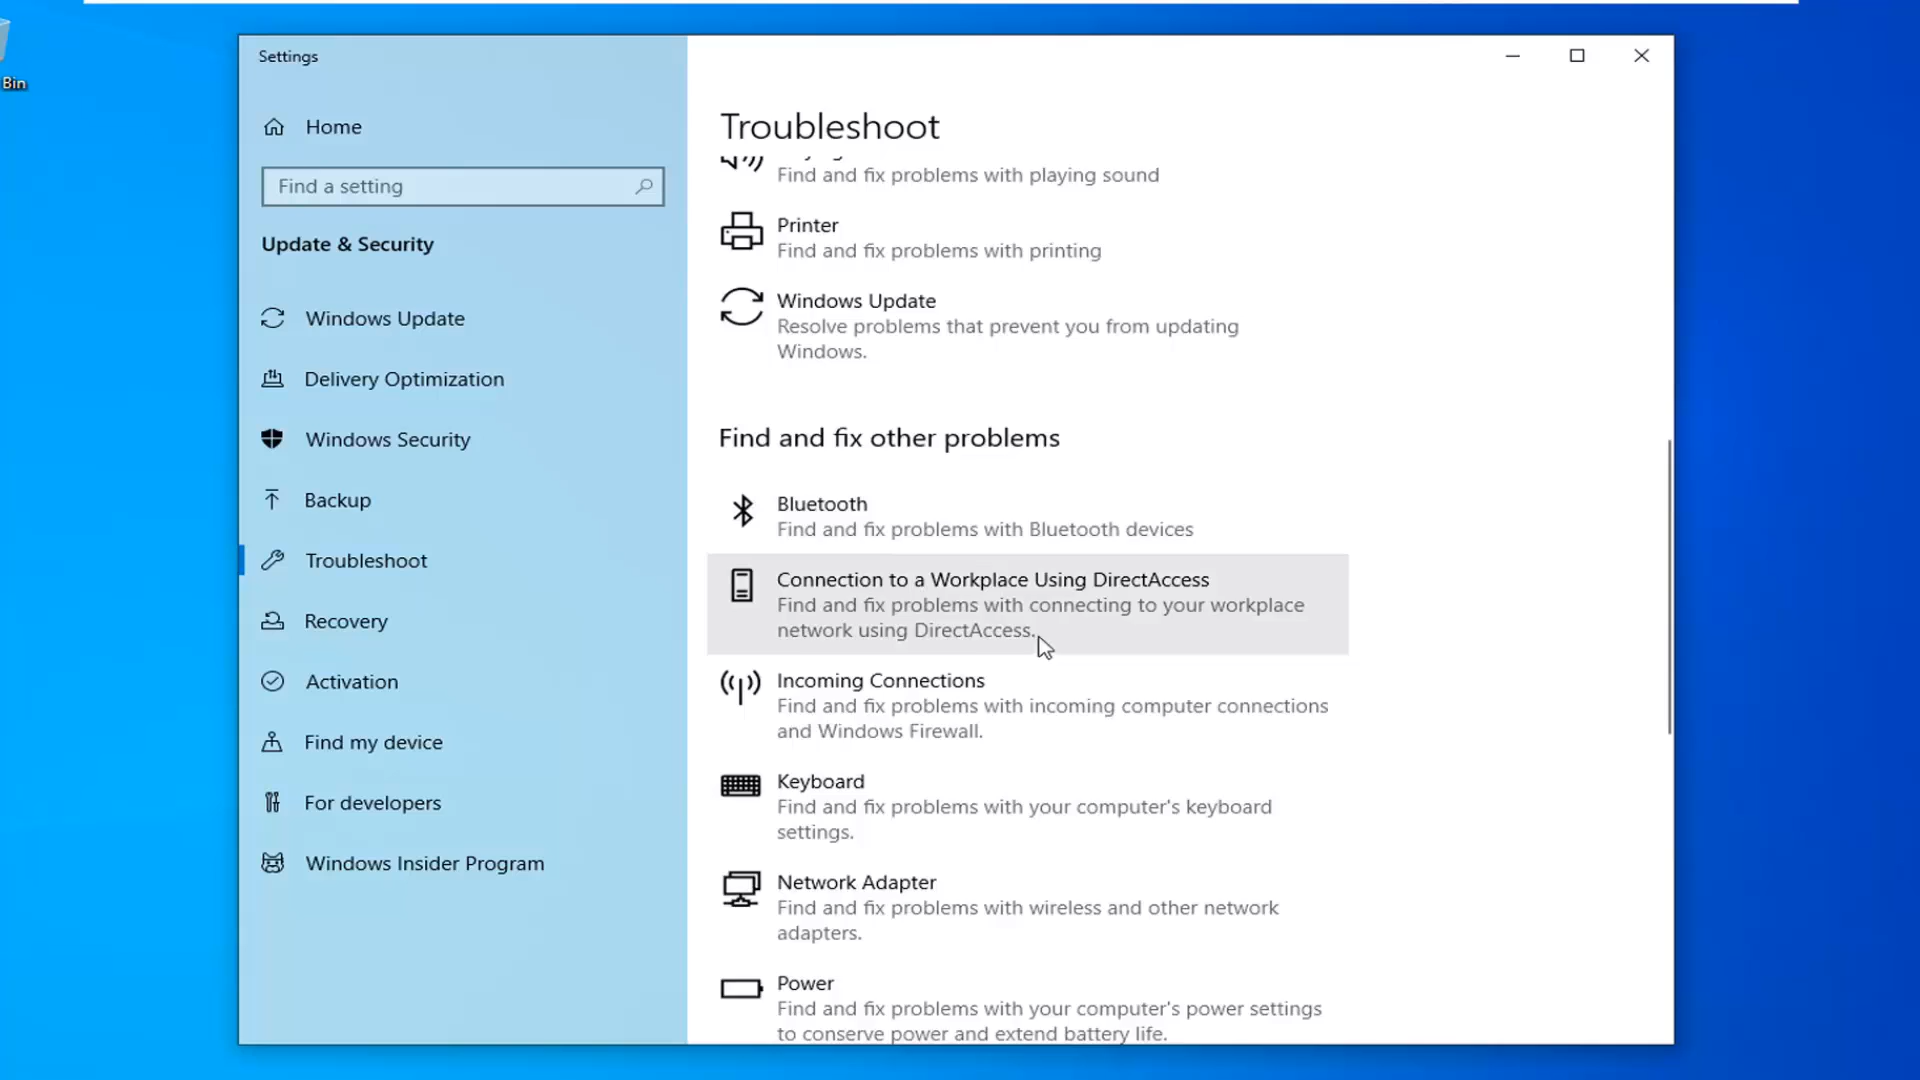 Bin
Settings
Home
Find a setting
Update & Security
Windows Update
Delivery Optimization
Windows Security
Backup
Troubleshoot
Recovery
Activation
Find my device
For developers
Windows Insider Program
Troubleshoot
Find and fix problems with playing sound
Printer
Find and fix problems with printing
Windows Update
Resolve problems that prevent you from updating
Windows.
Find and fix other problems
Bluetooth
Find and fix problems with Bluetooth devices
Connection to a Workplace Using DirectAccess
Find and fix problems with connecting to your workplace
network using DirectAccess.
Incoming Connections
Find and fix problems with incoming computer connections
and Windows Firewall.
Keyboard
Find and fix problems with your computer's keyboard
settings.
Network Adapter
Find and fix problems with wireless and other network
adapters.
Power
Find and fix problems with your computer's power settings
to conserve power and extend battery life.